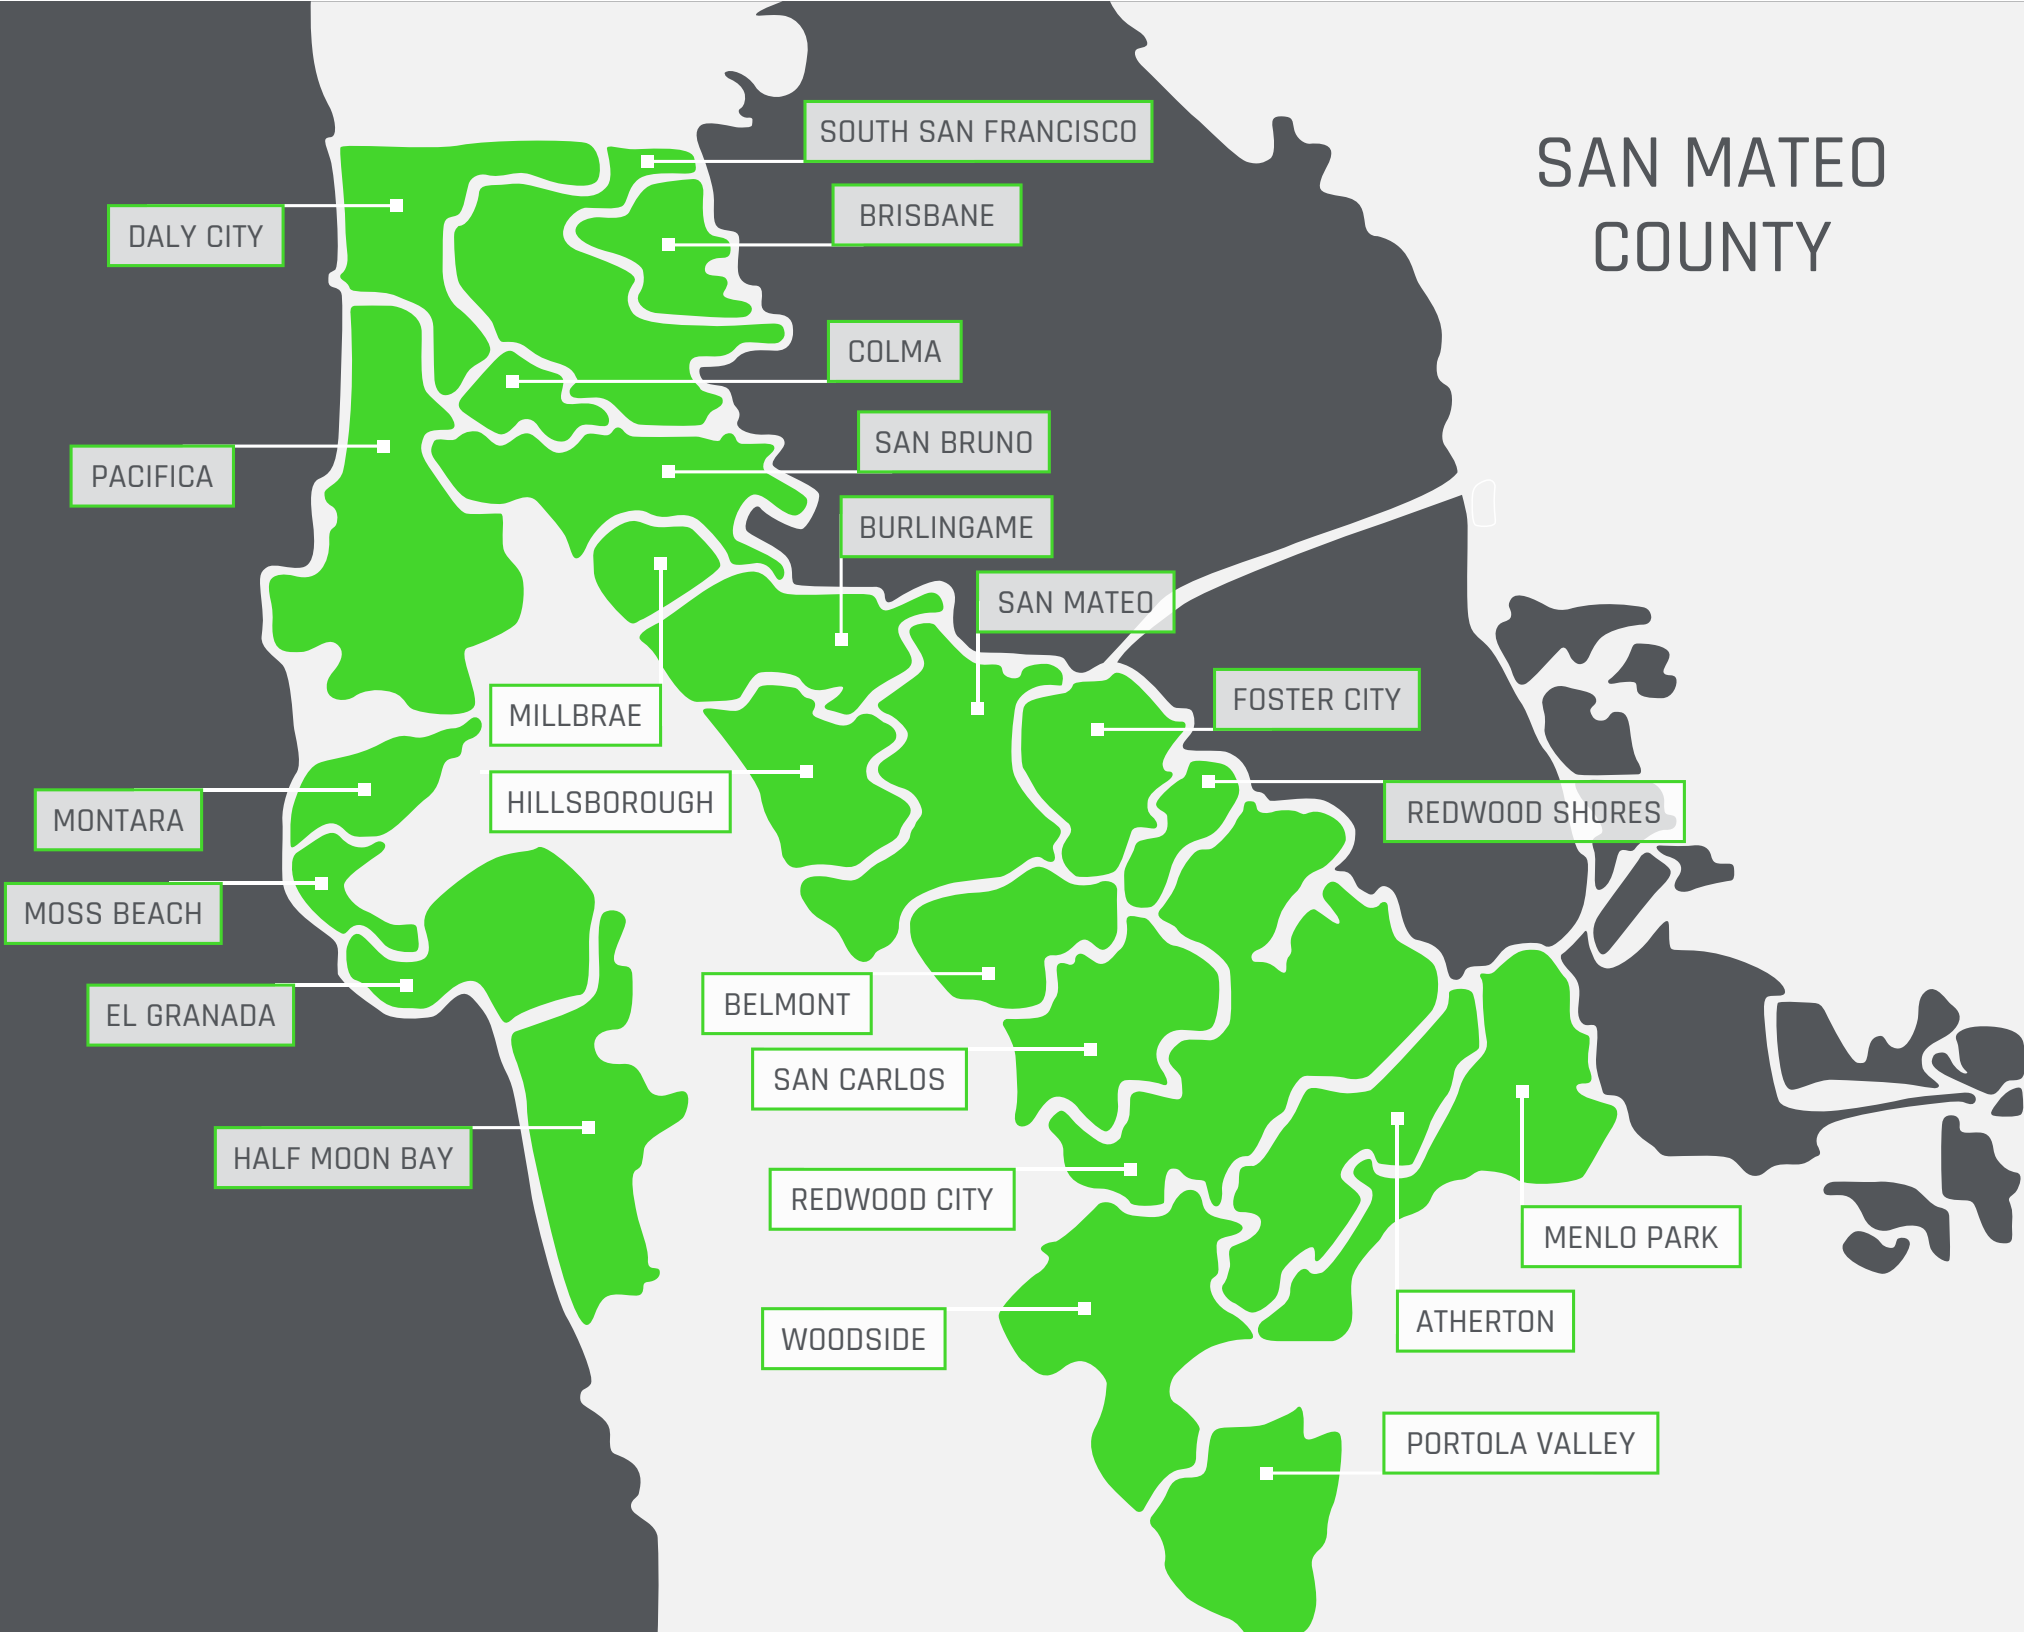 SAN MATEO
COUNTY
SOUTH SAN FRANCISCO
BRISBANE
DALY CITY
COLMA
SAN BRUNO
PACIFICA
BURLINGAME
SAN MATEO
FOSTER CITY
MILLBRAE
HILLSBOROUGH
REDWOOD SHORES
MONTARA
MOSS BEACH
BELMONT
EL GRANADA
SAN CARLOS
HALF MOON BAY
REDWOOD CITY
MENLO PARK
ATHERTON
WOODSIDE
PORTOLA VALLEY